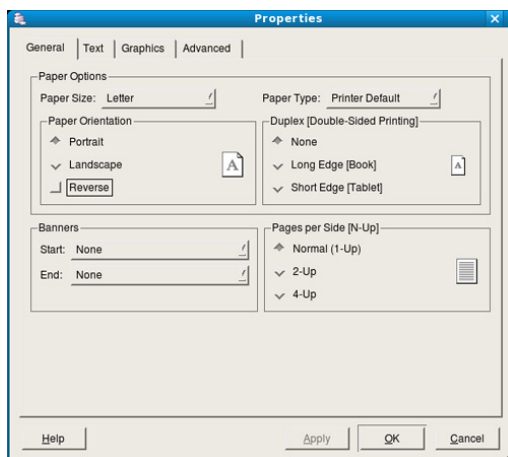 Properties
General Text Graphics Advanced
Paper Options
Paper Size: Letter
Paper Type: Printer Default
Paper Orientation
Portrait
Landscape
Reverse
A
Duplex [Double-Sided Printing]
None
Long Edge [Book]
Short Edge [Tablet]
A
Banners
Start: None
End: None
Pages per Side [N-Up]
Normal (1-Up)
2-Up
4-Up
Help Apply OK Cancel